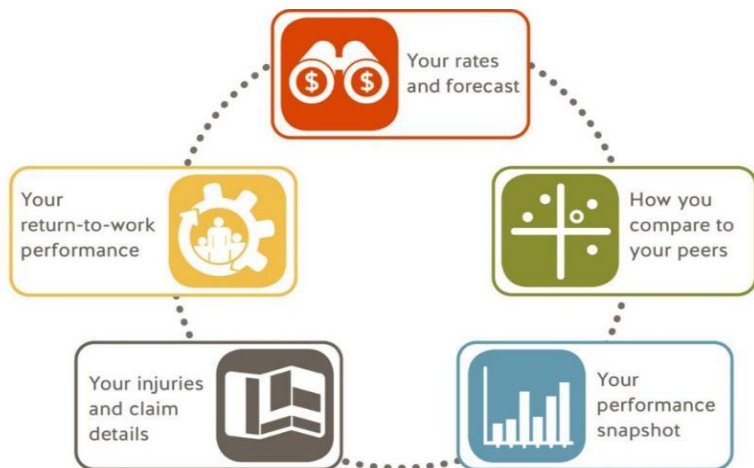 $ $
Your rates
and forecast
Your
return-to-work
performance
How you
compare to
your peers
Your injuries
and claim
details
Your
performance
snapshot